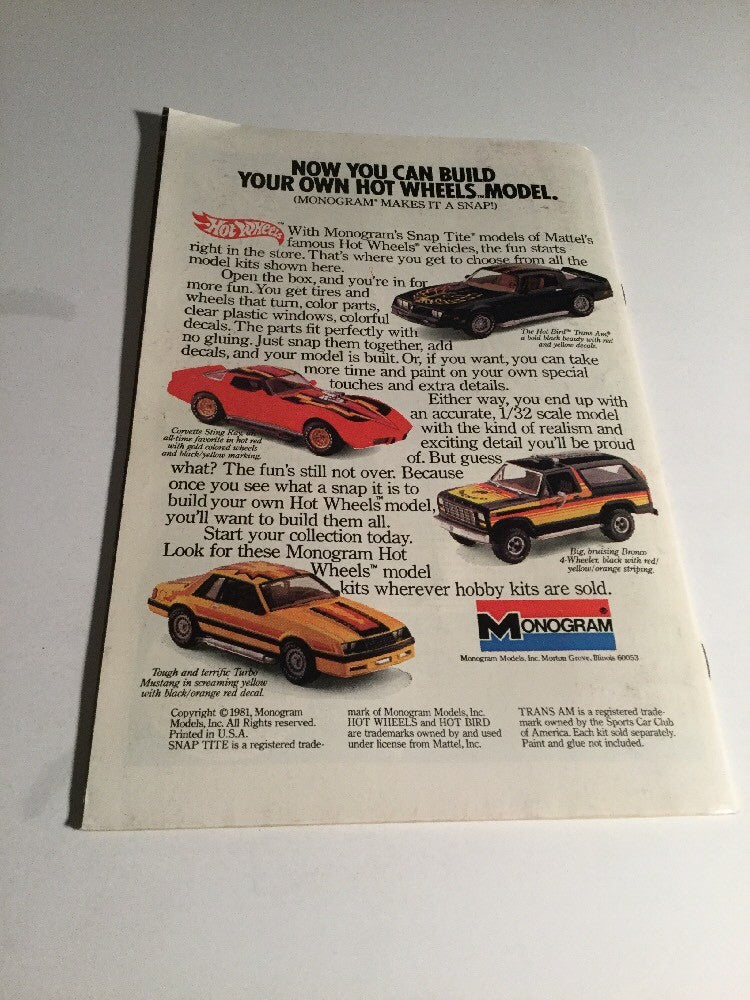 NOW YOU CAN BUILD
YOUR OWN HOT WHEELS™ MODEL.
(MONOGRAM® MAKES IT A SNAP!)
Hot Wheels™ With Monogram's Snap Tite® models of Mattel's
famous Hot Wheels® vehicles, the fun starts
right in the store. That's where you get to choose from all the
model kits shown here.
Open the box, and you're in for
more fun. You get tires and
wheels that turn, color parts,
clear plastic windows, colorful
decals. The parts fit perfectly with
no gluing. Just snap them together, add
decals, and your model is built. Or, if you want, you can take
more time and paint on your own special
touches and extra details.
The Hot Bird™ Trans Am®
a bold black beauty with red
and yellow decals.
Either way, you end up with
an accurate, 1/32 scale model
with the kind of realism and
exciting detail you'll be proud
of. But guess
Corvette Sting Ray, an
all-time favorite in hot red
with gold colored wheels
and black/yellow marking.
what? The fun's still not over. Because
once you see what a snap it is to
build your own Hot Wheels™ model,
you'll want to build them all.
Start your collection today.
Look for these Monogram Hot
Wheels™ model
kits wherever hobby kits are sold.
Big, bruising Bronco
4-Wheeler, black with red/
yellow/orange striping.
MONOGRAM®
Monogram Models, Inc. Morton Grove, Illinois 60053
Tough and terrific Turbo
Mustang in screaming yellow
with black/orange red decal.
Copyright © 1981, Monogram
Models, Inc. All Rights reserved.
Printed in U.S.A.
SNAP TITE is a registered trade-
mark of Monogram Models, Inc.
HOT WHEELS and HOT BIRD
are trademarks owned by and used
under license from Mattel, Inc.
TRANS AM is a registered trade-
mark owned by the Sports Car Club
of America. Each kit sold separately.
Paint and glue not included.